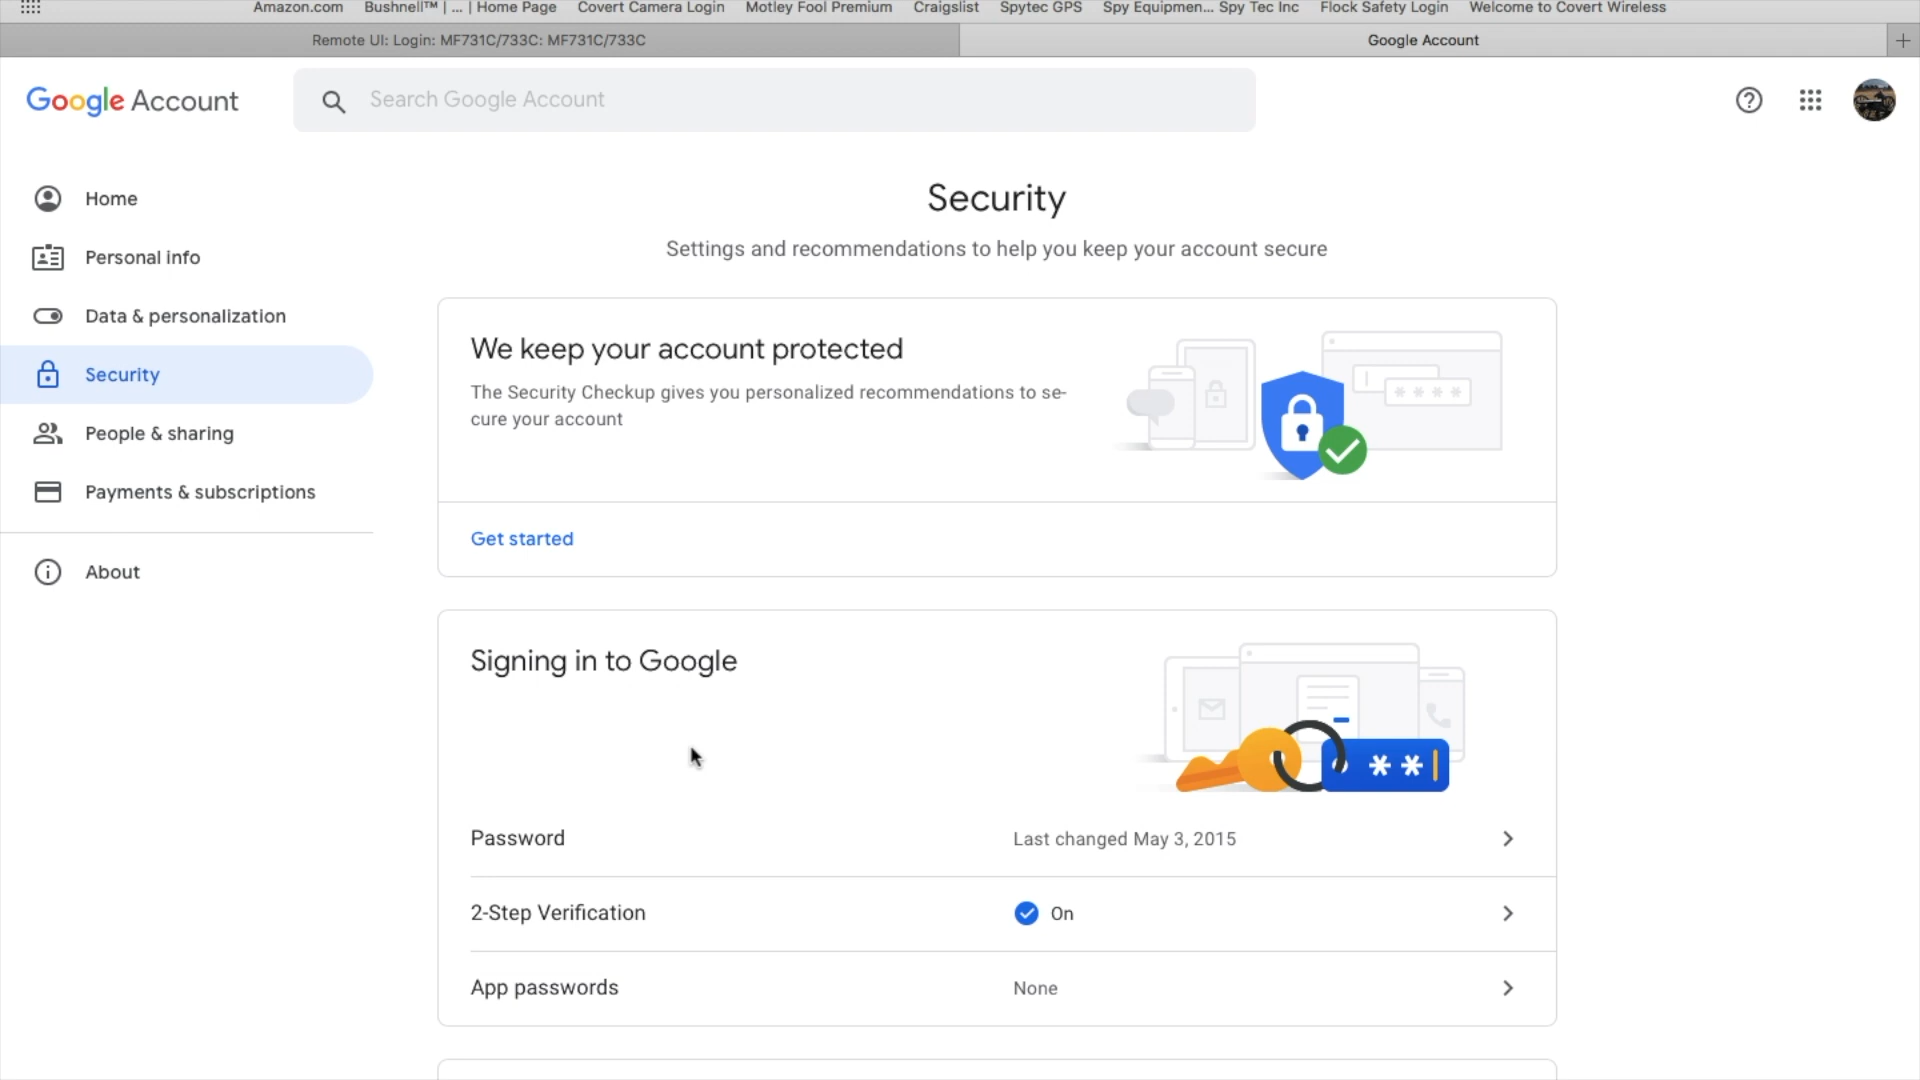 Amazon.com Bushnell™ | ... | Home Page Covert Camera Login Motley Fool Premium Craigslist Spytec GPS Spy Equipmen... Spy Tec Inc Flock Safety Login Welcome to Covert Wireless
Remote UI: Login: MF731C/733C: MF731C/733C Google Account
Google Account Search Google Account
Home
Personal info
Data & personalization
Security
People & sharing
Payments & subscriptions
About
Security
Settings and recommendations to help you keep your account secure
We keep your account protected
The Security Checkup gives you personalized recommendations to se-
cure your account
Get started
Signing in to Google
Password Last changed May 3, 2015
2-Step Verification On
App passwords None